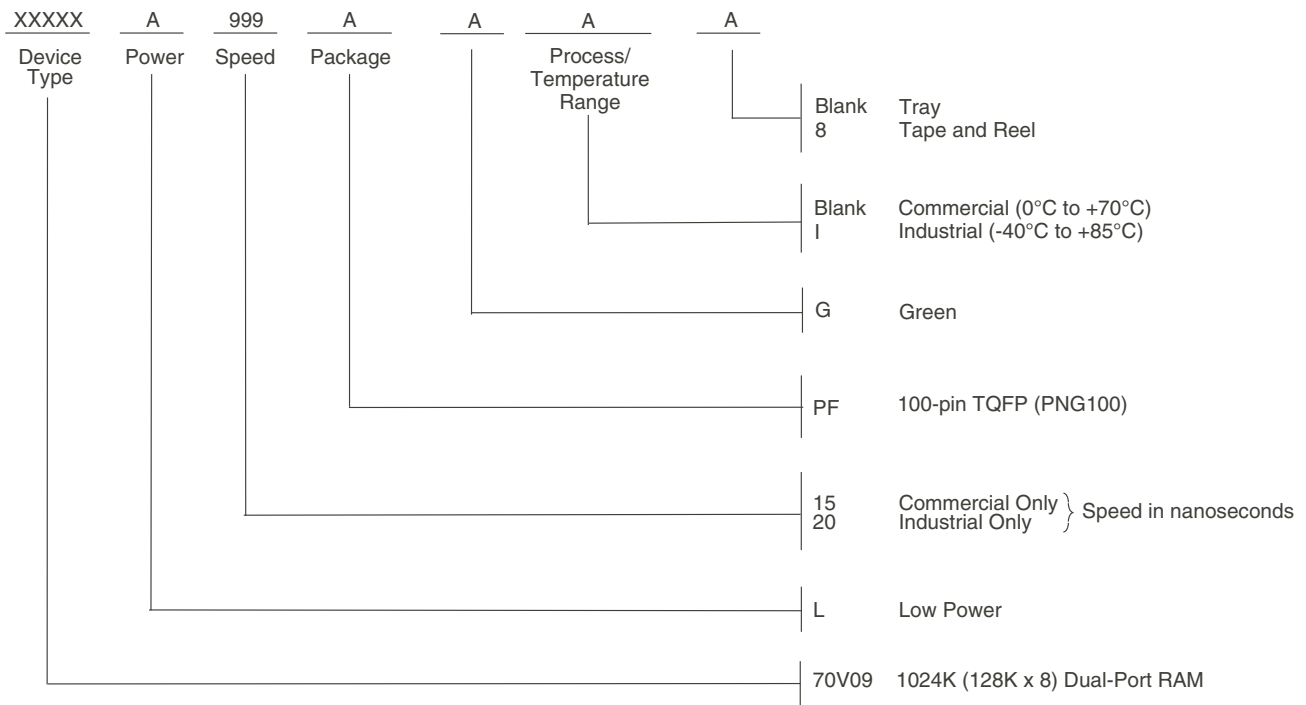 XXXXX A 999 A A A A
Device Type
Power
Speed
Package
Process/
Temperature
Range
Blank Tray
8 Tape and Reel
Blank Commercial (0°C to +70°C)
I Industrial (-40°C to +85°C)
G Green
PF 100-pin TQFP (PNG100)
15 Commercial Only
20 Industrial Only
Speed in nanoseconds
L Low Power
70V09 1024K (128K x 8) Dual-Port RAM